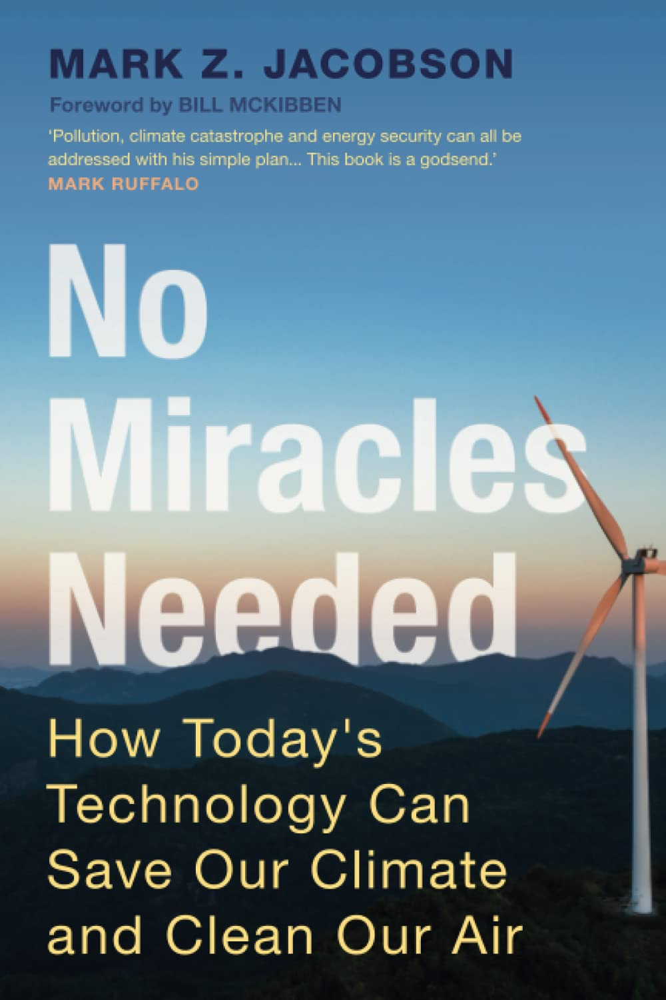 MARK Z. JACOBSON
Foreword by BILL MCKIBBEN
‘Pollution, climate catastrophe and energy security can all be
addressed with his simple plan... This book is a godsend.’
MARK RUFFALO
No
Miracles
Needed
How Today's
Technology Can
Save Our Climate
and Clean Our Air